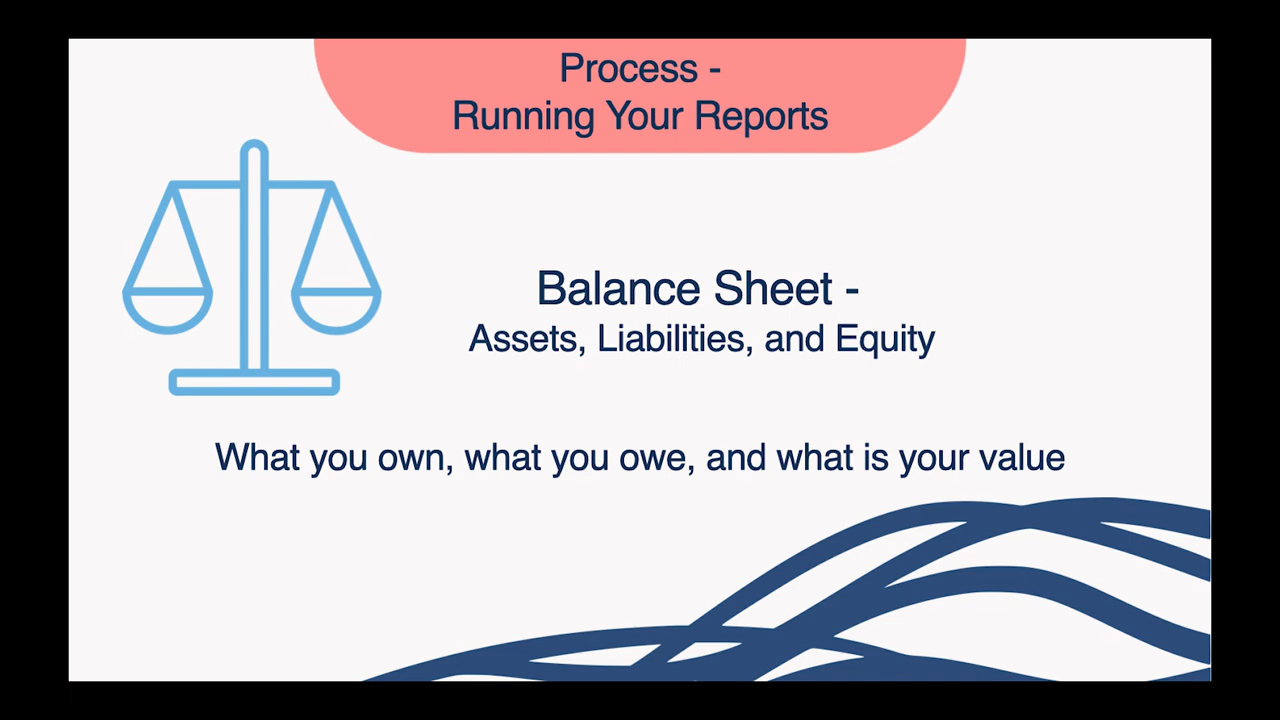 Process -
Running Your Reports
Balance Sheet -
Assets, Liabilities, and Equity
What you own, what you owe, and what is your value